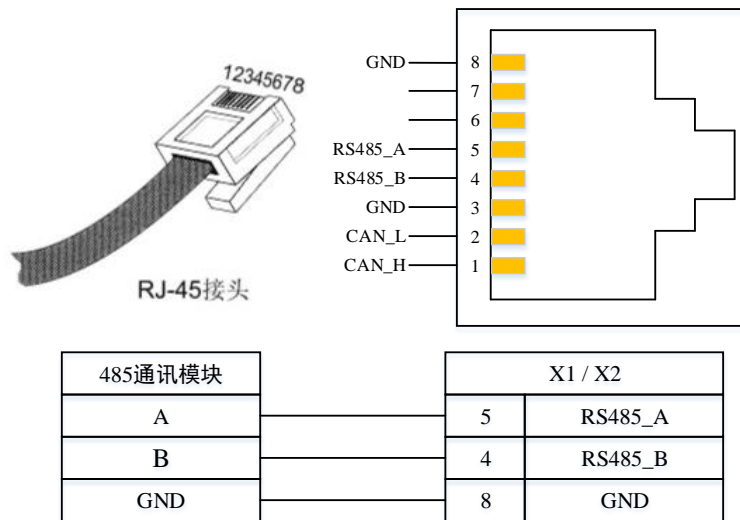 12345678
RJ-45接头
GND 8
7
6
RS485_A 5
RS485_B 4
GND 3
CAN_L 2
CAN_H 1
485通讯模块 X1 / X2
A 5 RS485_A
B 4 RS485_B
GND 8 GND